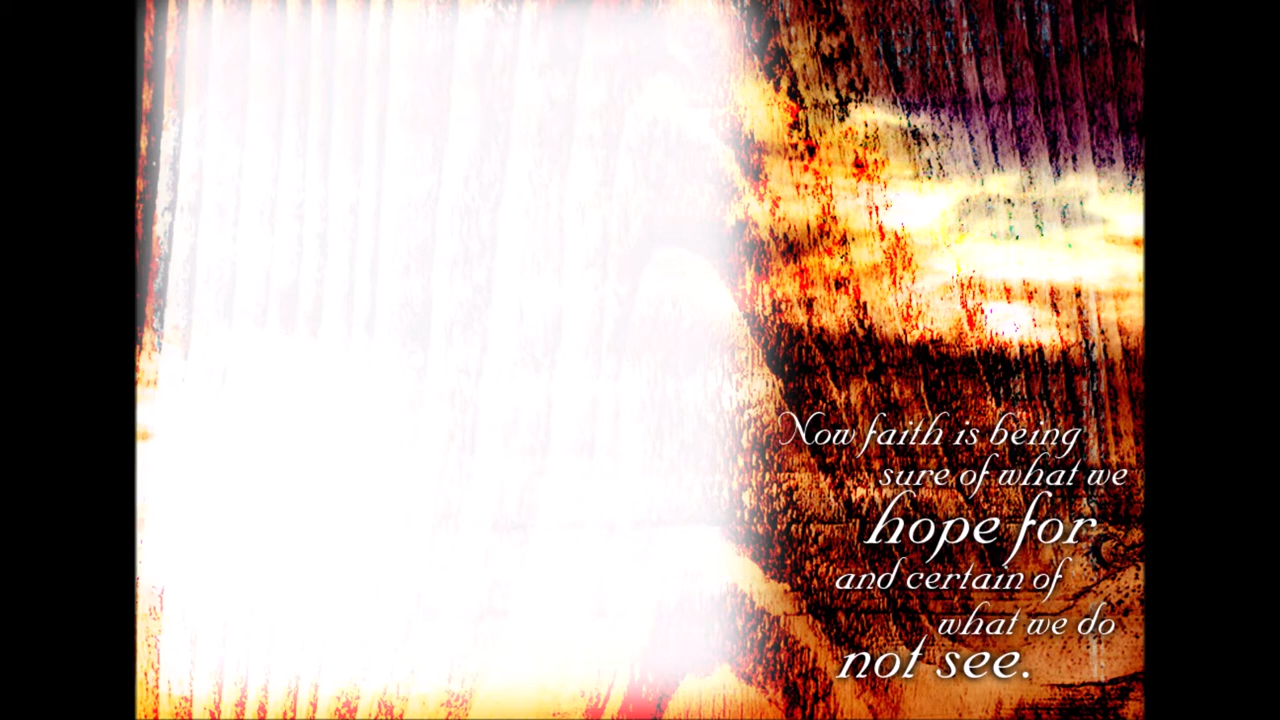 Now faith is being
sure of what we
hope for
and certain of
what we do
not see.